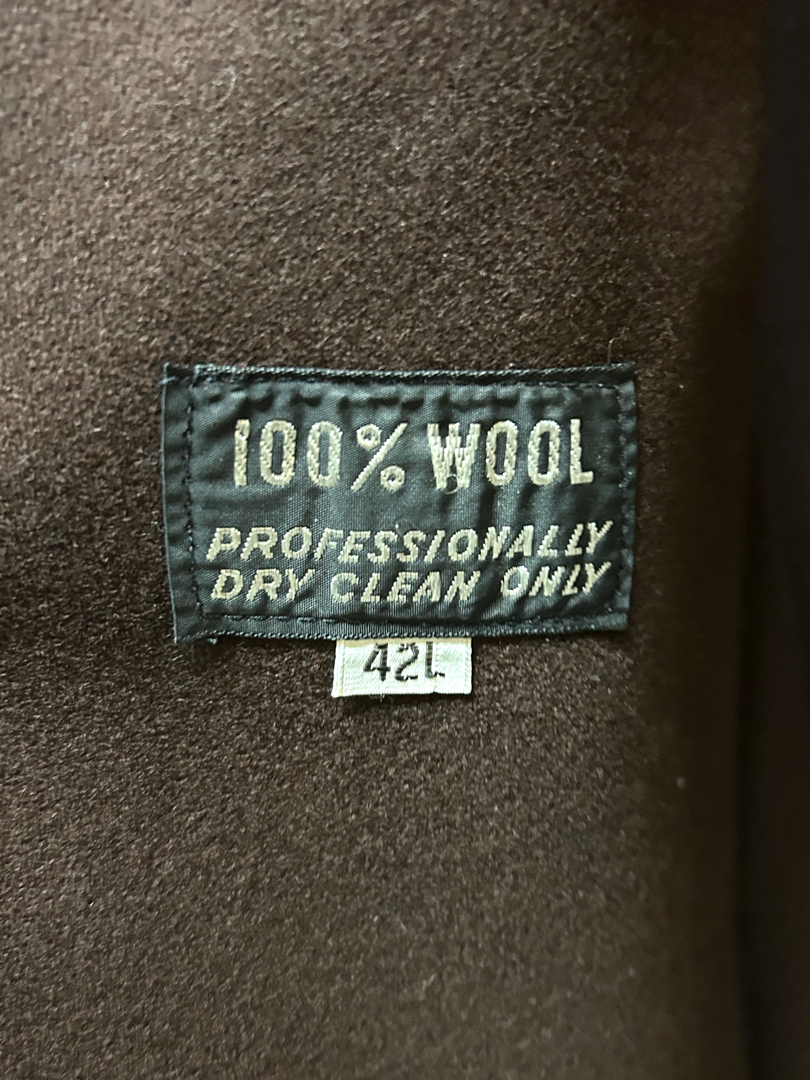 100% WOOL
PROFESSIONALLY
DRY CLEAN ONLY
42L